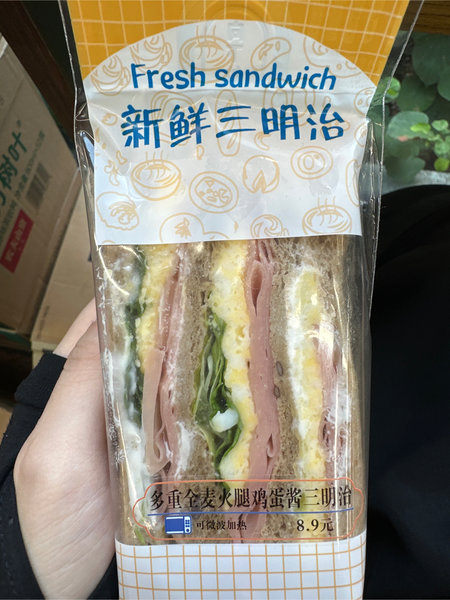 Fresh sandwich
新鲜三明治
多重全麦火腿鸡蛋酱三明治
可微波加热
8.9元